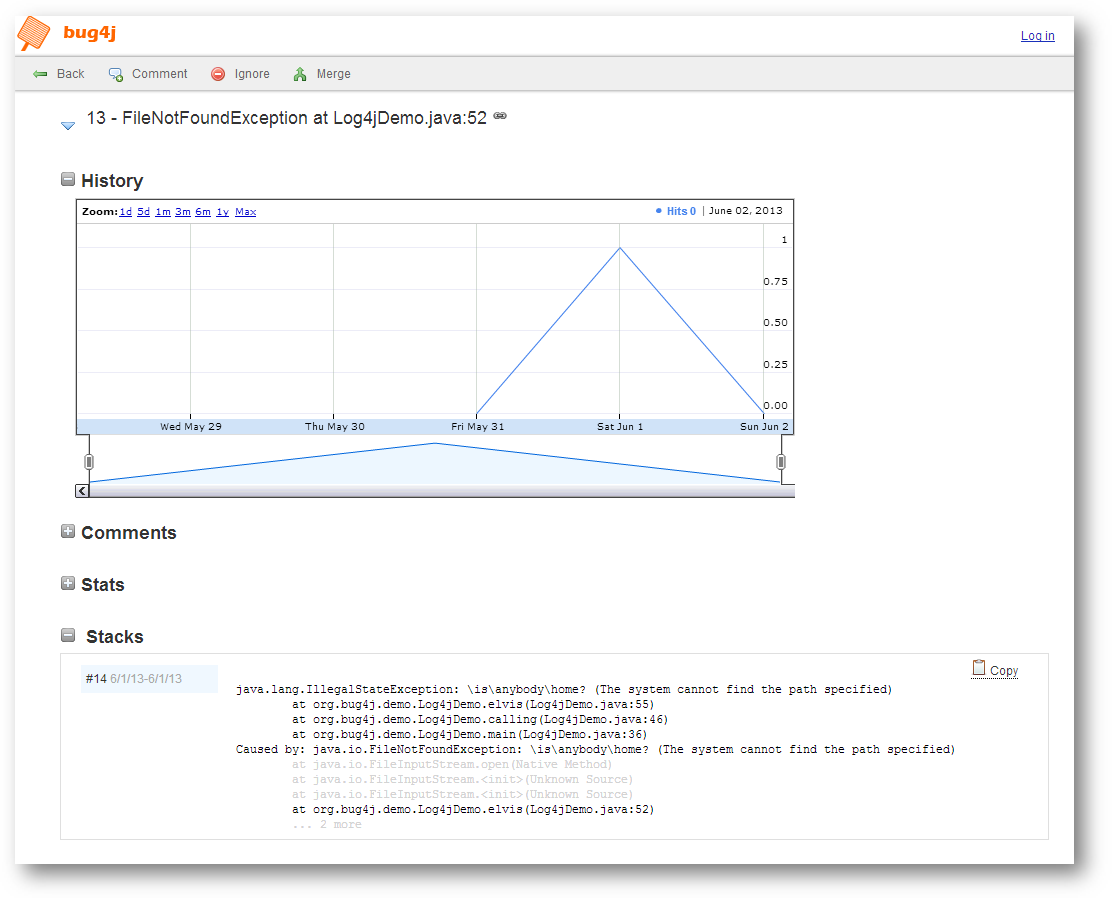 bug4j
Log in
Back Comment Ignore Merge
13 - FileNotFoundException at Log4jDemo.java:52
History
Zoom: 1d 5d 1m 3m 6m 1y Max Hits 0 | June 02, 2013
1
0.75
0.50
0.25
0.00
Wed May 29 Thu May 30 Fri May 31 Sat Jun 1 Sun Jun 2
Comments
Stats
Stacks
#14 6/1/13-6/1/13
Copy
java.lang.IllegalStateException: \is\anybody\home? (The system cannot find the path specified)
at org.bug4j.demo.Log4jDemo.elvis(Log4jDemo.java:55)
at org.bug4j.demo.Log4jDemo.calling(Log4jDemo.java:46)
at org.bug4j.demo.Log4jDemo.main(Log4jDemo.java:36)
Caused by: java.io.FileNotFoundException: \is\anybody\home? (The system cannot find the path specified)
at java.io.FileInputStream.open(Native Method)
at java.io.FileInputStream.<init>(Unknown Source)
at java.io.FileInputStream.<init>(Unknown Source)
at org.bug4j.demo.Log4jDemo.elvis(Log4jDemo.java:52)
... 2 more